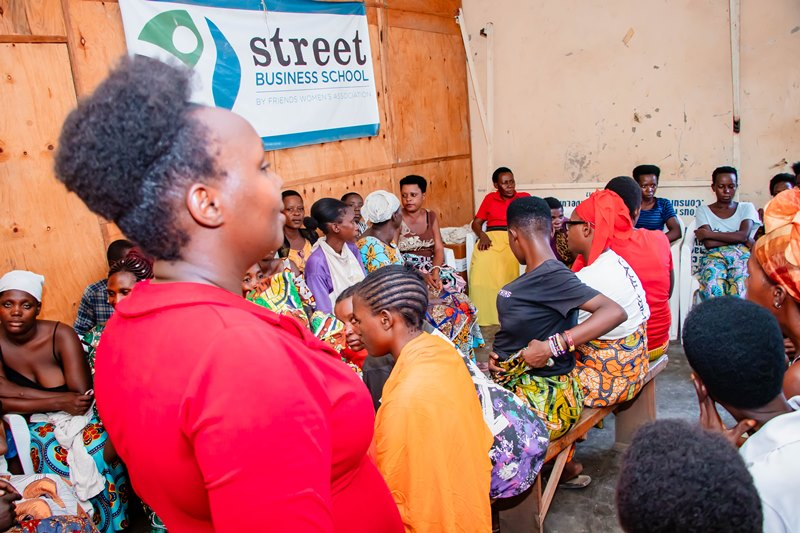 street
BUSINESS SCHOOL
BY FRIENDS WOMEN'S ASSOCIATION